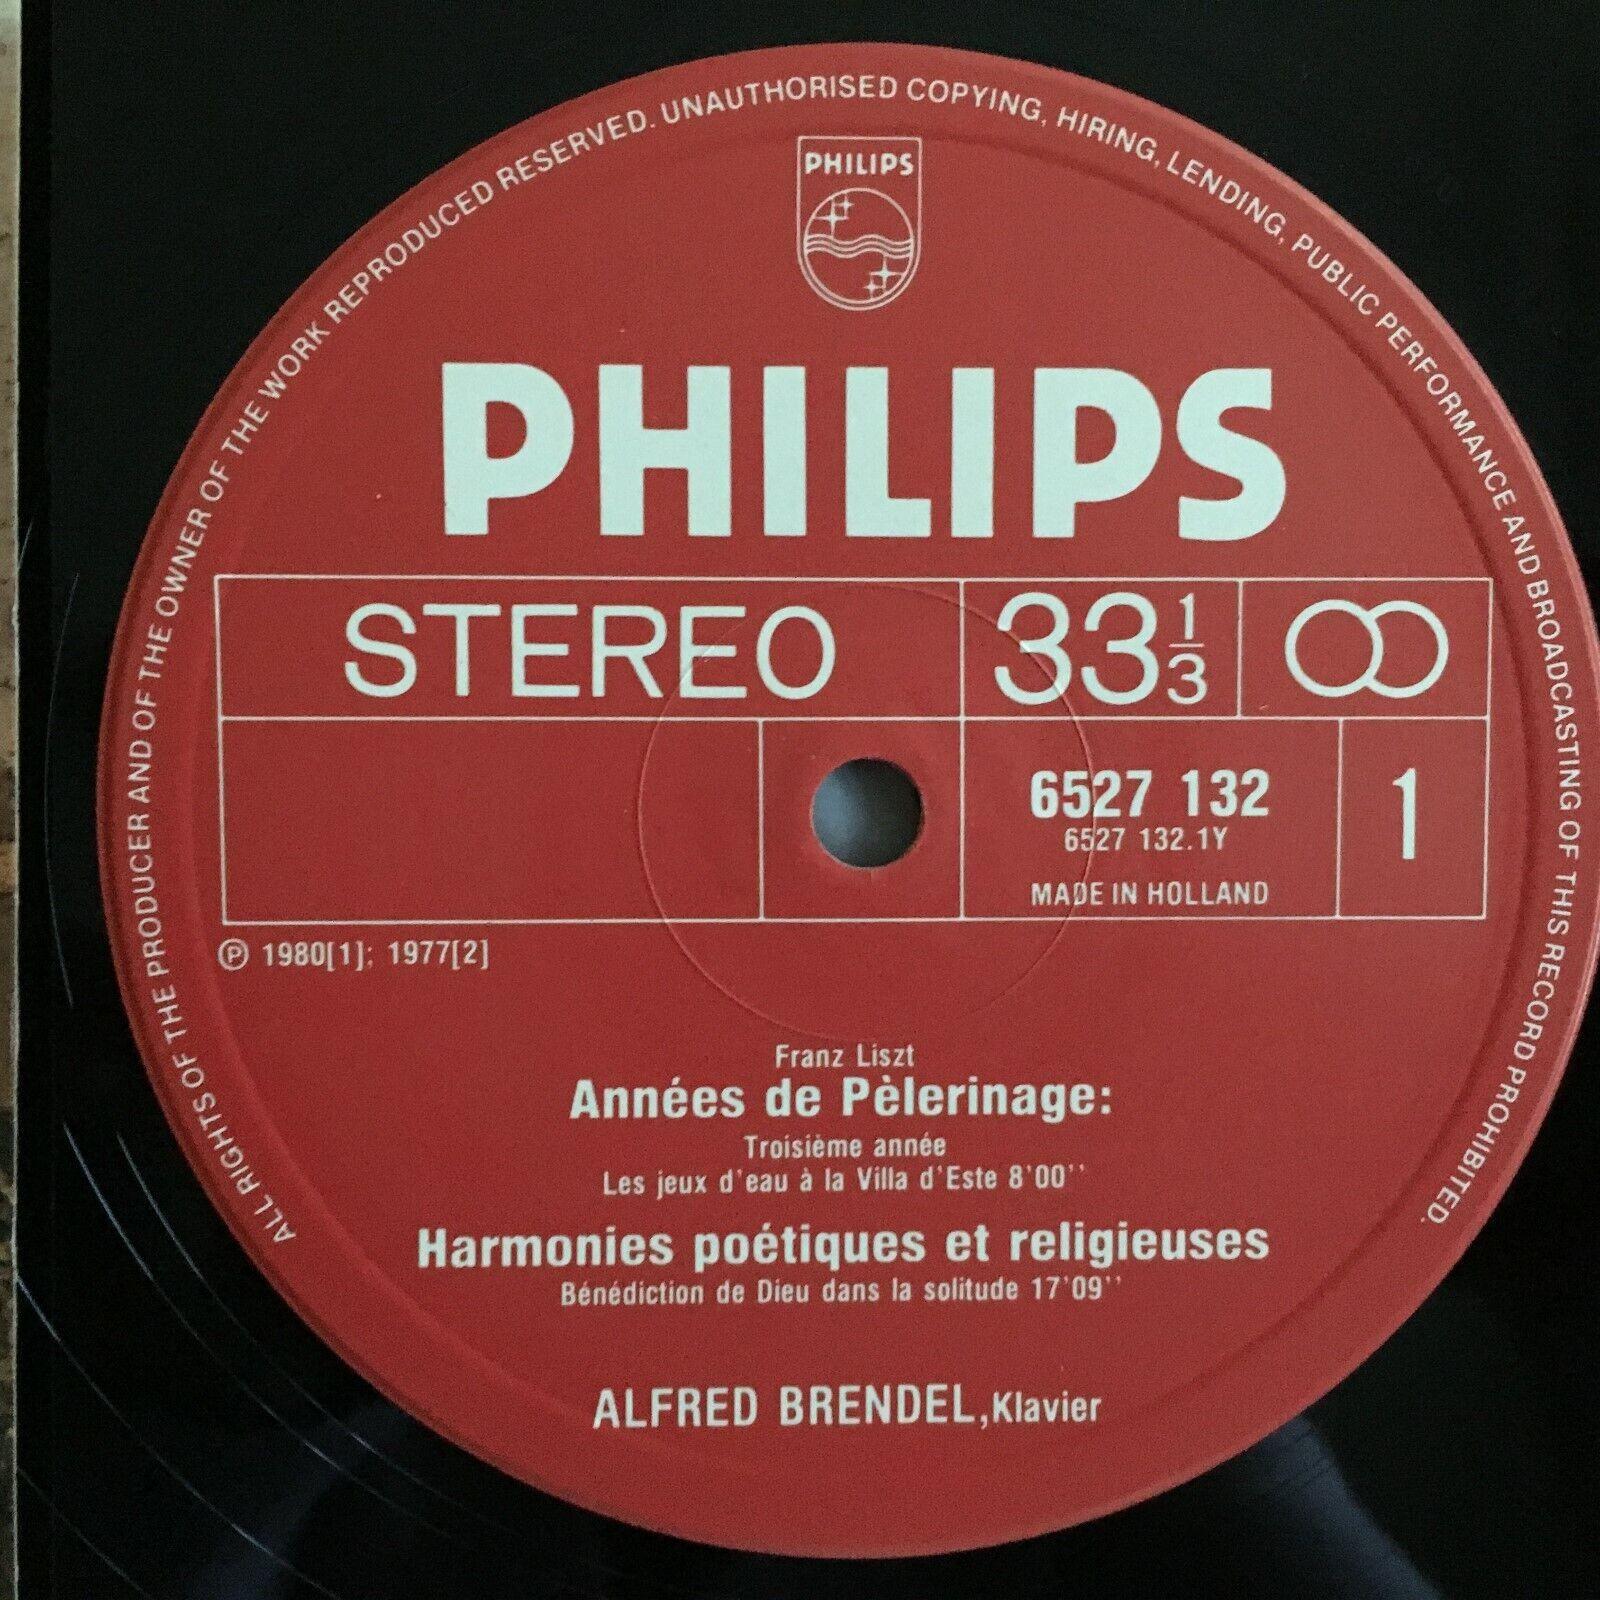 ALL RIGHTS OF THE PRODUCER AND OF THE OWNER OF THE WORK REPRODUCED RESERVED. UNAUTHORISED COPYING, HIRING, LENDING, PUBLIC PERFORMANCE AND BROADCASTING OF THIS RECORD PROHIBITED.
PHILIPS
PHILIPS
STEREO 33 1/3
6527 132 1
6527 132.1Y
MADE IN HOLLAND
℗ 1980[1]; 1977[2]
Franz Liszt
Années de Pèlerinage:
Troisième année
Les jeux d'eau à la Villa d'Este 8'00''
Harmonies poétiques et religieuses
Bénédiction de Dieu dans la solitude 17'09''
ALFRED BRENDEL, Klavier